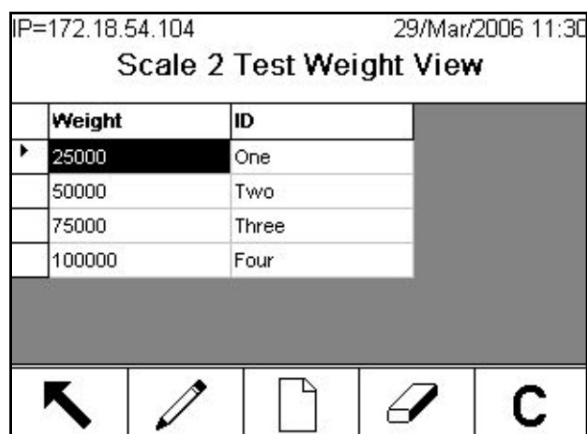 IP=172.18.54.104 29/Mar/2006 11:30
Scale 2 Test Weight View
Weight ID
25000 One
50000 Two
75000 Three
100000 Four
C